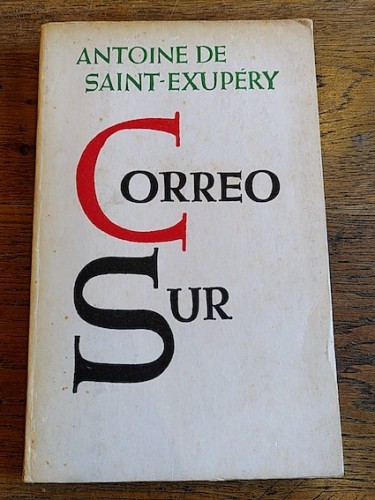 ANTOINE DE
SAINT-EXUPÉRY
CORREO
SUR